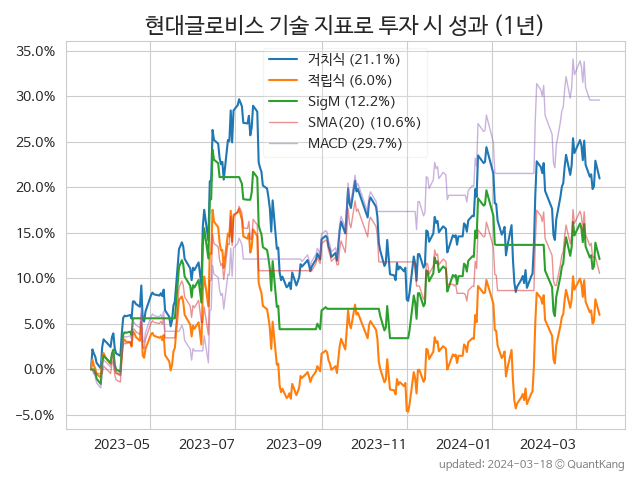 현대글로비스 기술 지표로 투자 시 성과 (1년)
35.0%
30.0%
25.0%
20.0%
15.0%
10.0%
5.0%
0.0%
−5.0%
거치식 (21.1%)
적립식 (6.0%)
SigM (12.2%)
SMA(20) (10.6%)
MACD (29.7%)
2023-05 2023-07 2023-09 2023-11 2024-01 2024-03
updated: 2024-03-18 © QuantKang